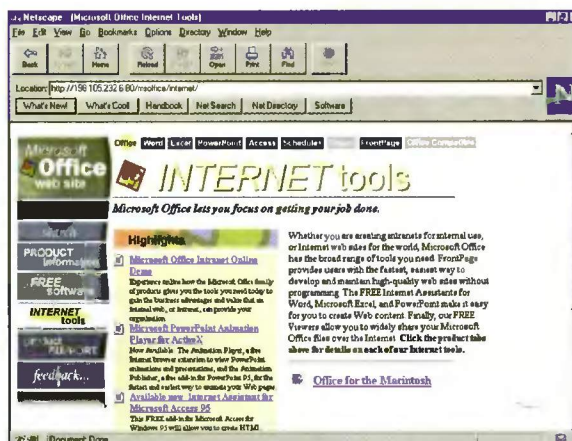 Netscape - [Microsoft Office Internet Tools]
File Edit View Go Bookmarks Options Directory Window Help
Back Home Reload Open Print Find
Location: http://198.105.232.6:80/msoffice/internet/
What's New! What's Cool Handbook Net Search Net Directory Software
N
Microsoft Office web site
Office Word Excel PowerPoint Access Schedule+ FrontPage Office Compatible
INTERNET tools
Microsoft Office lets you focus on getting your job done.
search
PRODUCT Information
FREE software
INTERNET tools
product SUPPORT
feedback...
Highlights
Microsoft Office Intranet Online
Demo
Experience online how the Microsoft Office family
of products gives you the tools you need today to
gain the business advantages and value that an
internal web, or intranet, can provide your
organization.
Microsoft PowerPoint Animation
Player for ActiveX
Now Available. The Animation Player, a free
Internet browser extension to view PowerPoint
animations and presentations, and the Animation
Publisher, a free add-in for PowerPoint 95, for the
fastest and easiest way to animate your Web pages.
Available now Internet Assistant for
Microsoft Access 95
This FREE add-in for Microsoft Access for
Windows 95 will allow you to create HTML
Whether you are creating intranets for internal use,
or Internet web sites for the world, Microsoft Office
has the broad range of tools you need. FrontPage
provides users with the fastest, easiest way to
develop and maintain high-quality web sites without
programming. The FREE Internet Assistants for
Word, Microsoft Excel, and PowerPoint make it easy
for you to create Web content. Finally, our FREE
Viewers allow you to widely share your Microsoft
Office files over the Internet. Click the product tabs
above for details on each of our Internet tools.
Office for the Macintosh
Document: Done